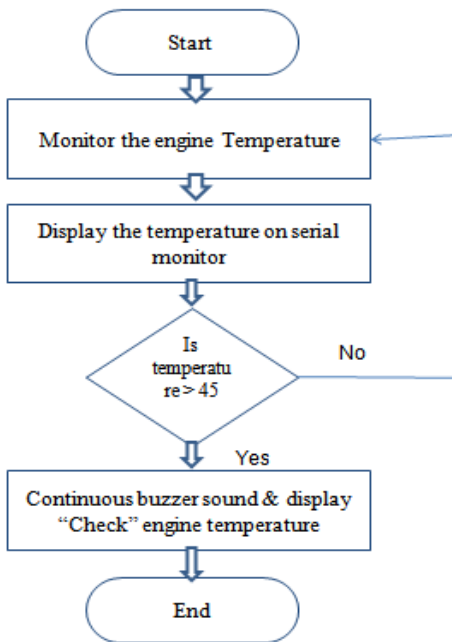 Start
Monitor the engine Temperature
Display the temperature on serial
monitor
Is
temperatu
re > 45
No
Yes
Continuous buzzer sound & display
“Check” engine temperature
End